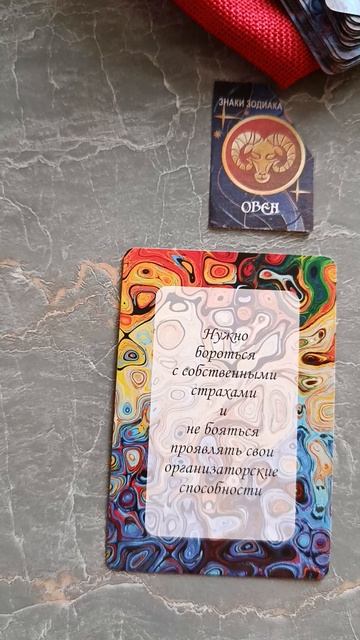 ЗНАКИ ЗОДИАКА
ОВЕН
Нужно
бороться
с собственными
страхами
и
не бояться
проявлять свои
организаторские
способности